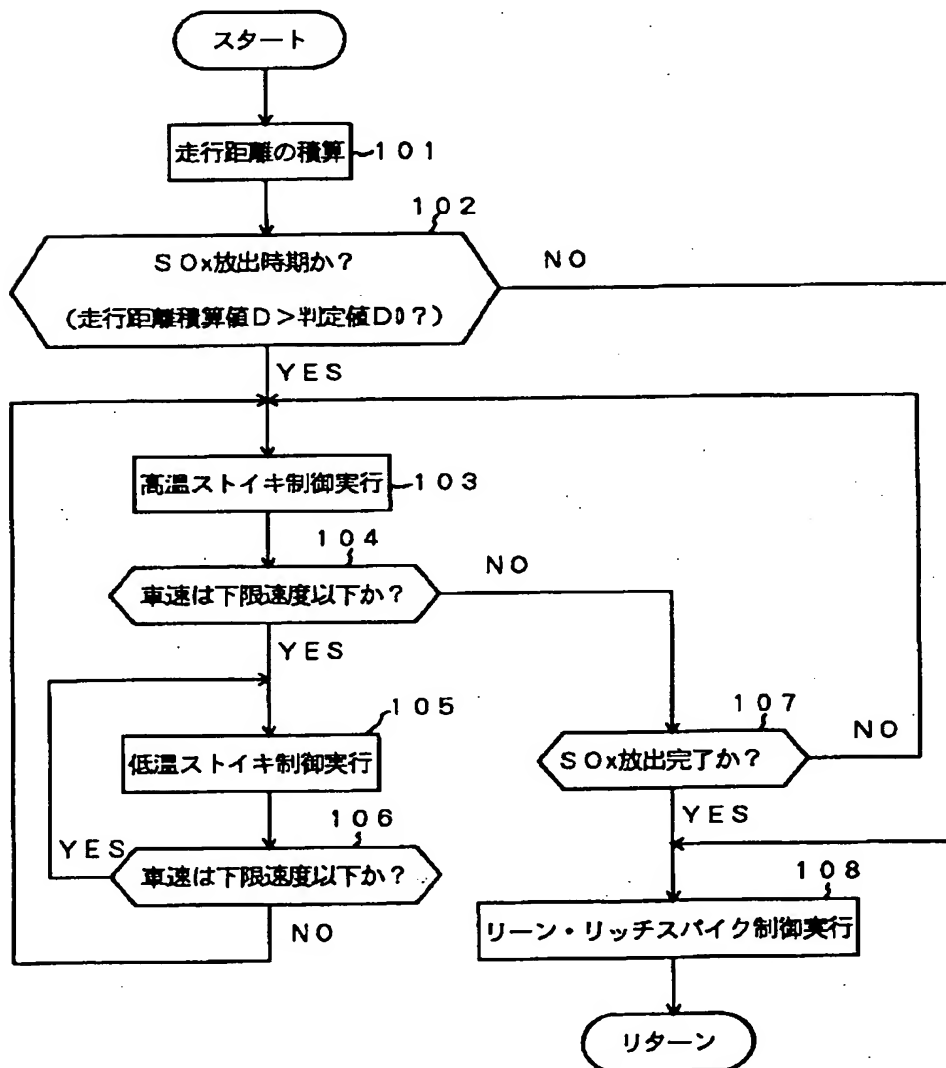 スタート
走行距離の積算
101
102
SOx放出時期か?
(走行距離積算値D>判定値D0?)
NO
YES
高温ストイキ制御実行
103
104
車速は下限速度以下か?
NO
YES
105
低温ストイキ制御実行
107
SOx放出完了か?
NO
106
YES
車速は下限速度以下か?
NO
YES
108
リーン・リッチスパイク制御実行
リターン